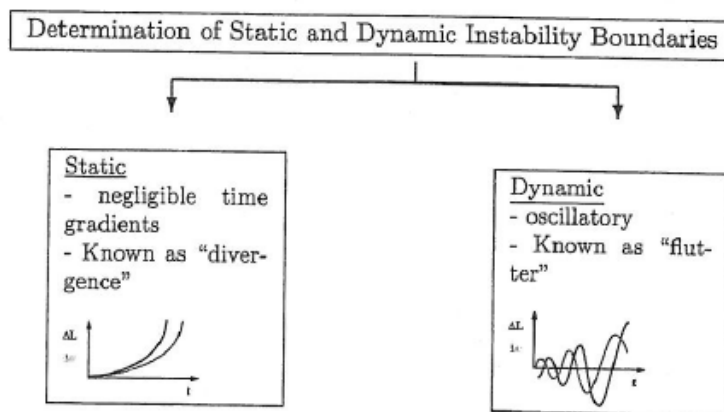 Determination of Static and Dynamic Instability Boundaries
Static
- negligible time
gradients
- Known as "diver-
gence"
ΔL
t
Dynamic
- oscillatory
- Known as "flut-
ter"
ΔL
t